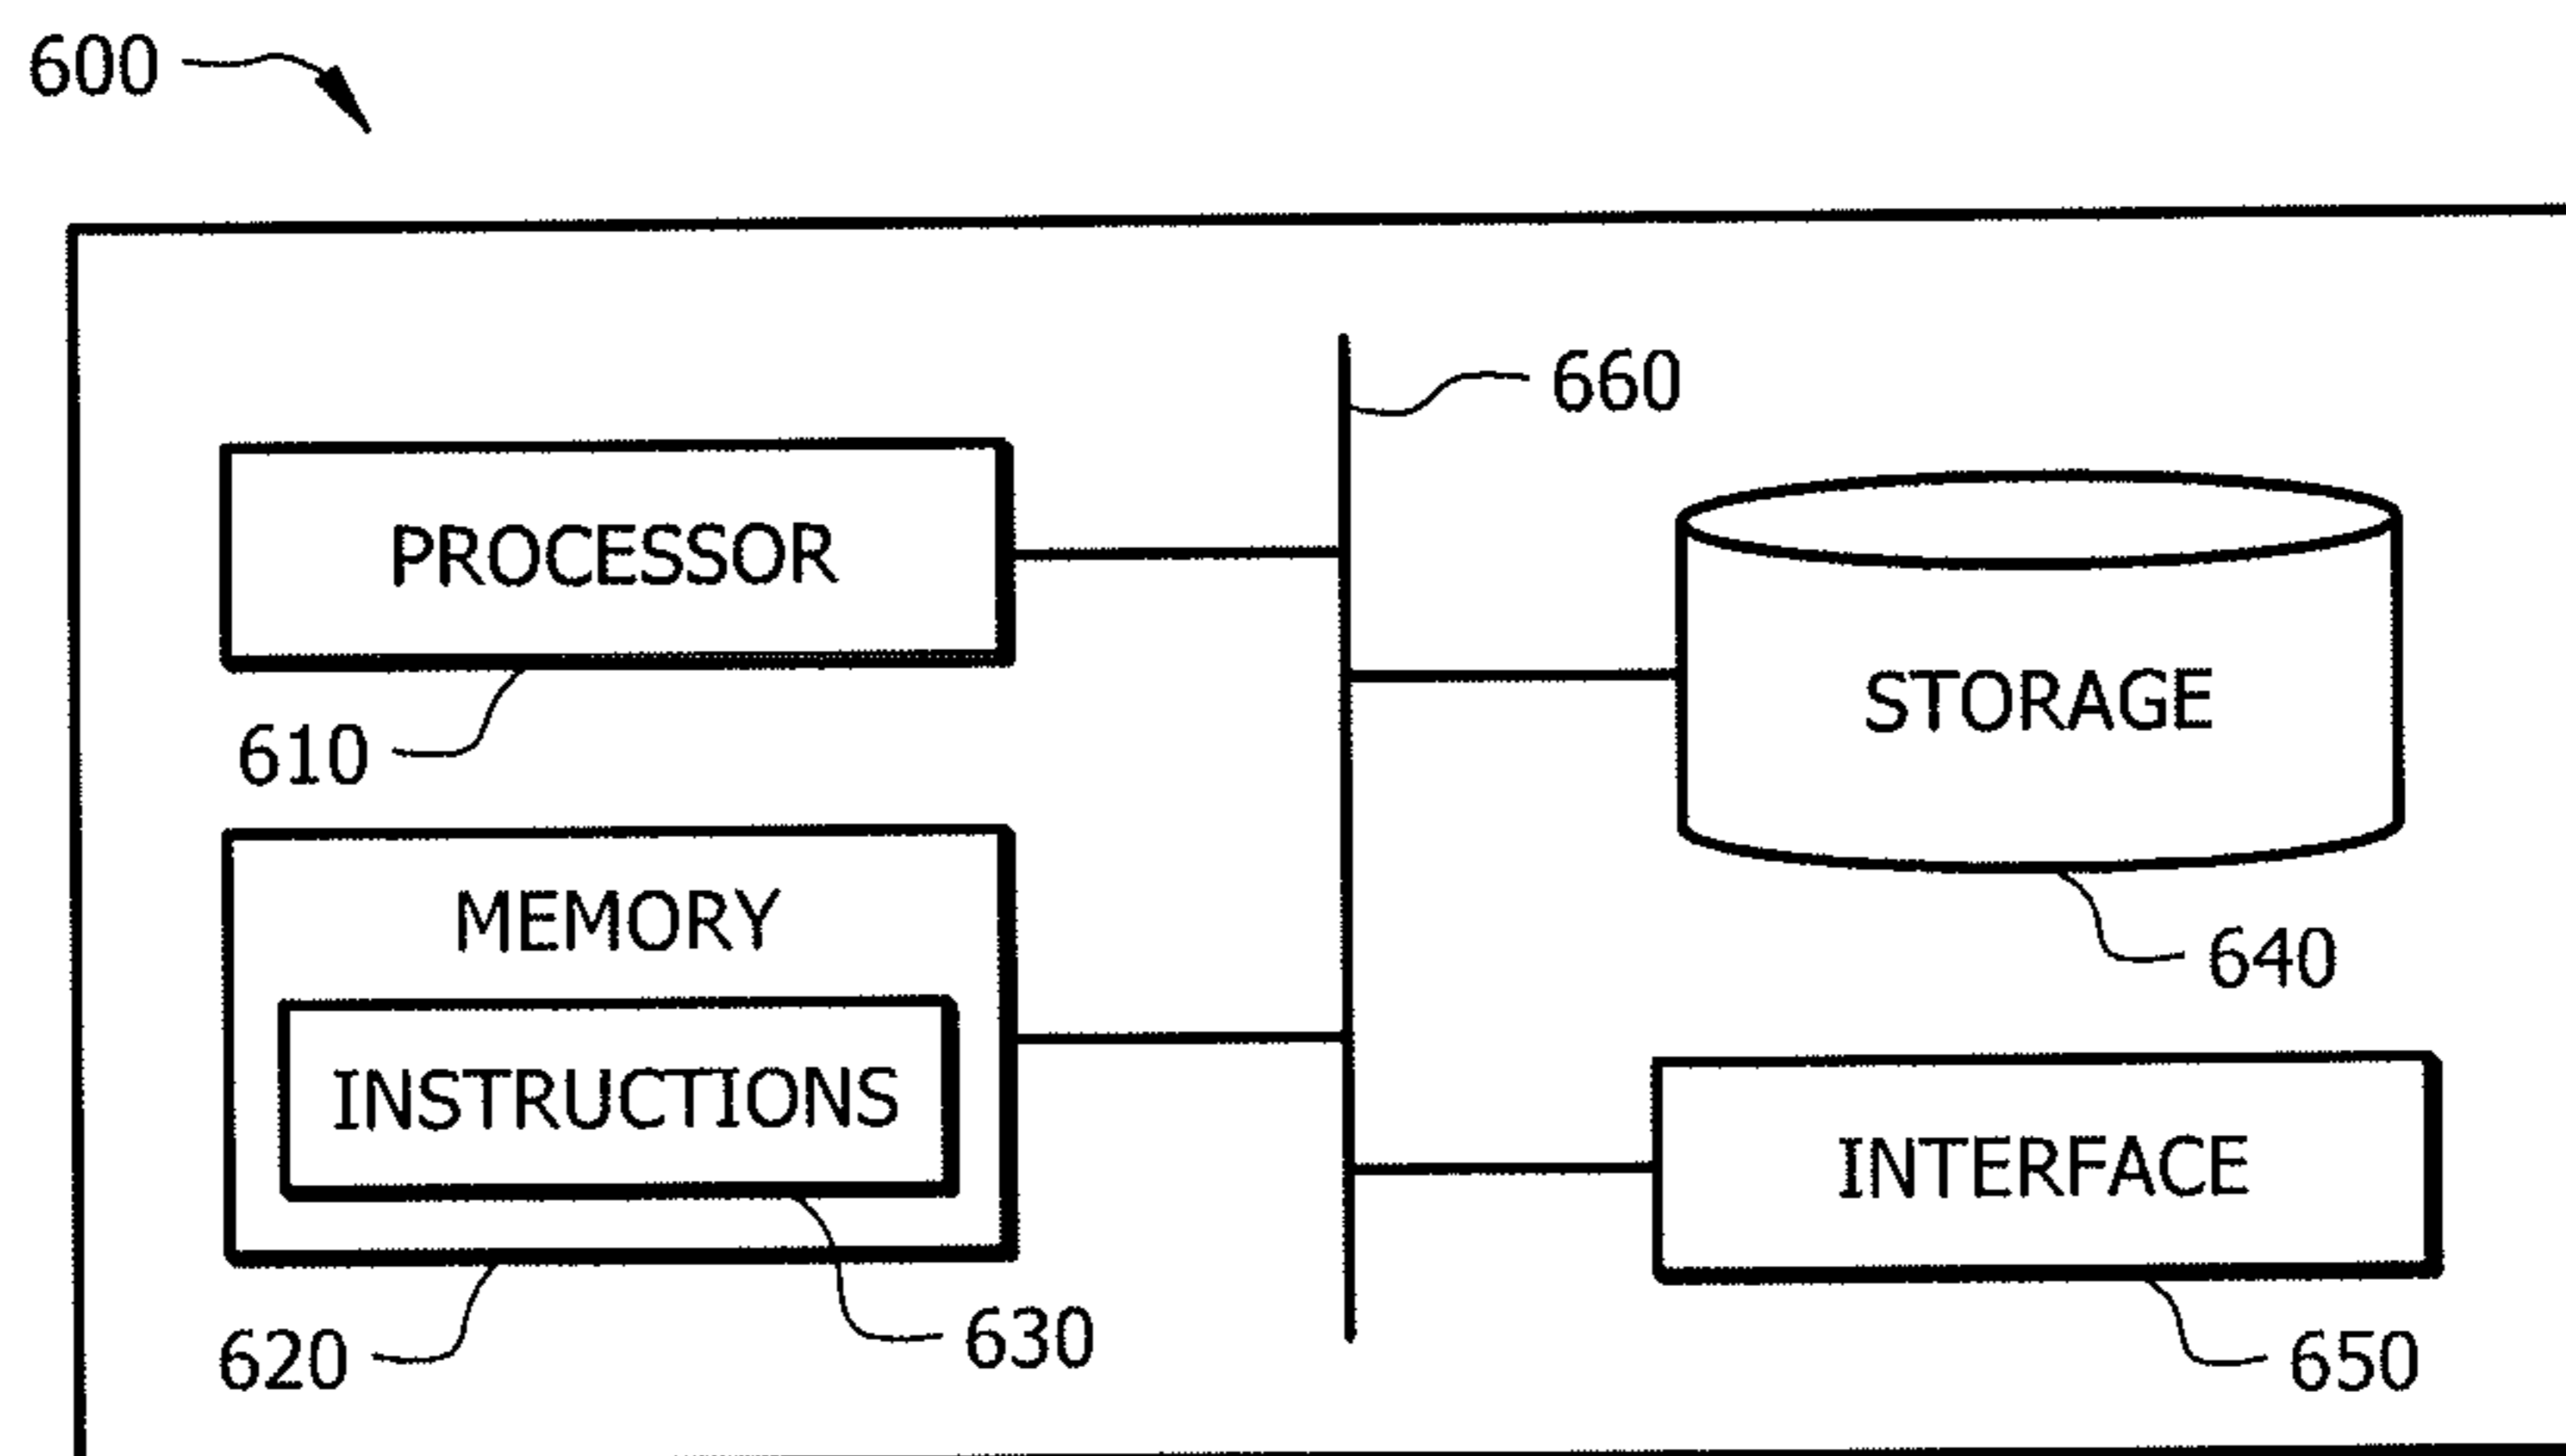 600
660
PROCESSOR
STORAGE
610
MEMORY
640
INSTRUCTIONS
INTERFACE
630
620
650